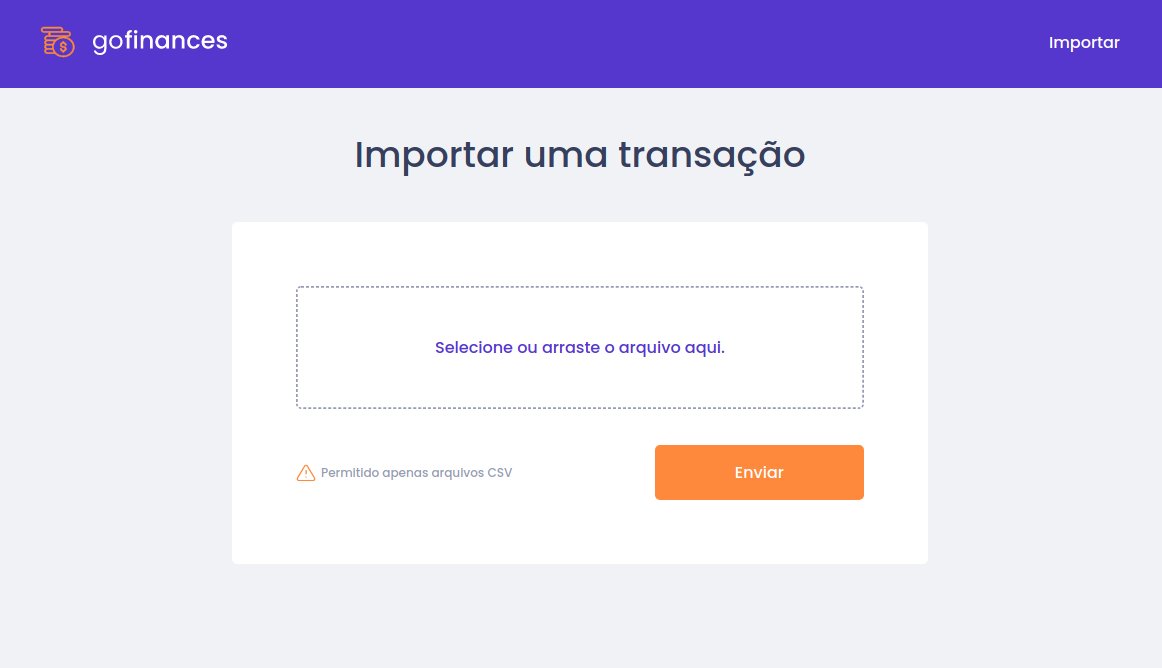 gofinances
Importar
Importar uma transação
Selecione ou arraste o arquivo aqui.
Permitido apenas arquivos CSV
Enviar